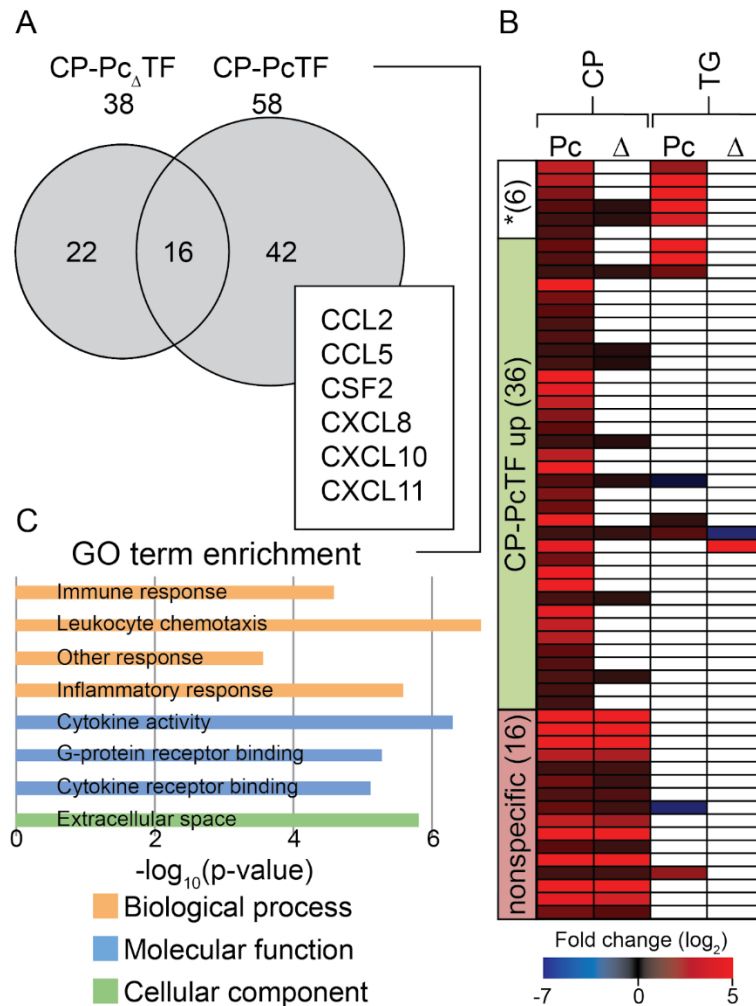 A
CP-Pc△TF
CP-PcTF
38
58
22
16
42
CCL2
CCL5
CSF2
CXCL8
CXCL10
CXCL11
B
CP
TG
Pc
Δ
Pc
Δ
*(6)
CP-PcTF up (36)
nonspecific (16)
Fold change (log2)
-7
0
5
C
GO term enrichment
Immune response
Leukocyte chemotaxis
Other response
Inflammatory response
Cytokine activity
G-protein receptor binding
Cytokine receptor binding
Extracellular space
0
2
4
6
-log10(p-value)
Biological process
Molecular function
Cellular component